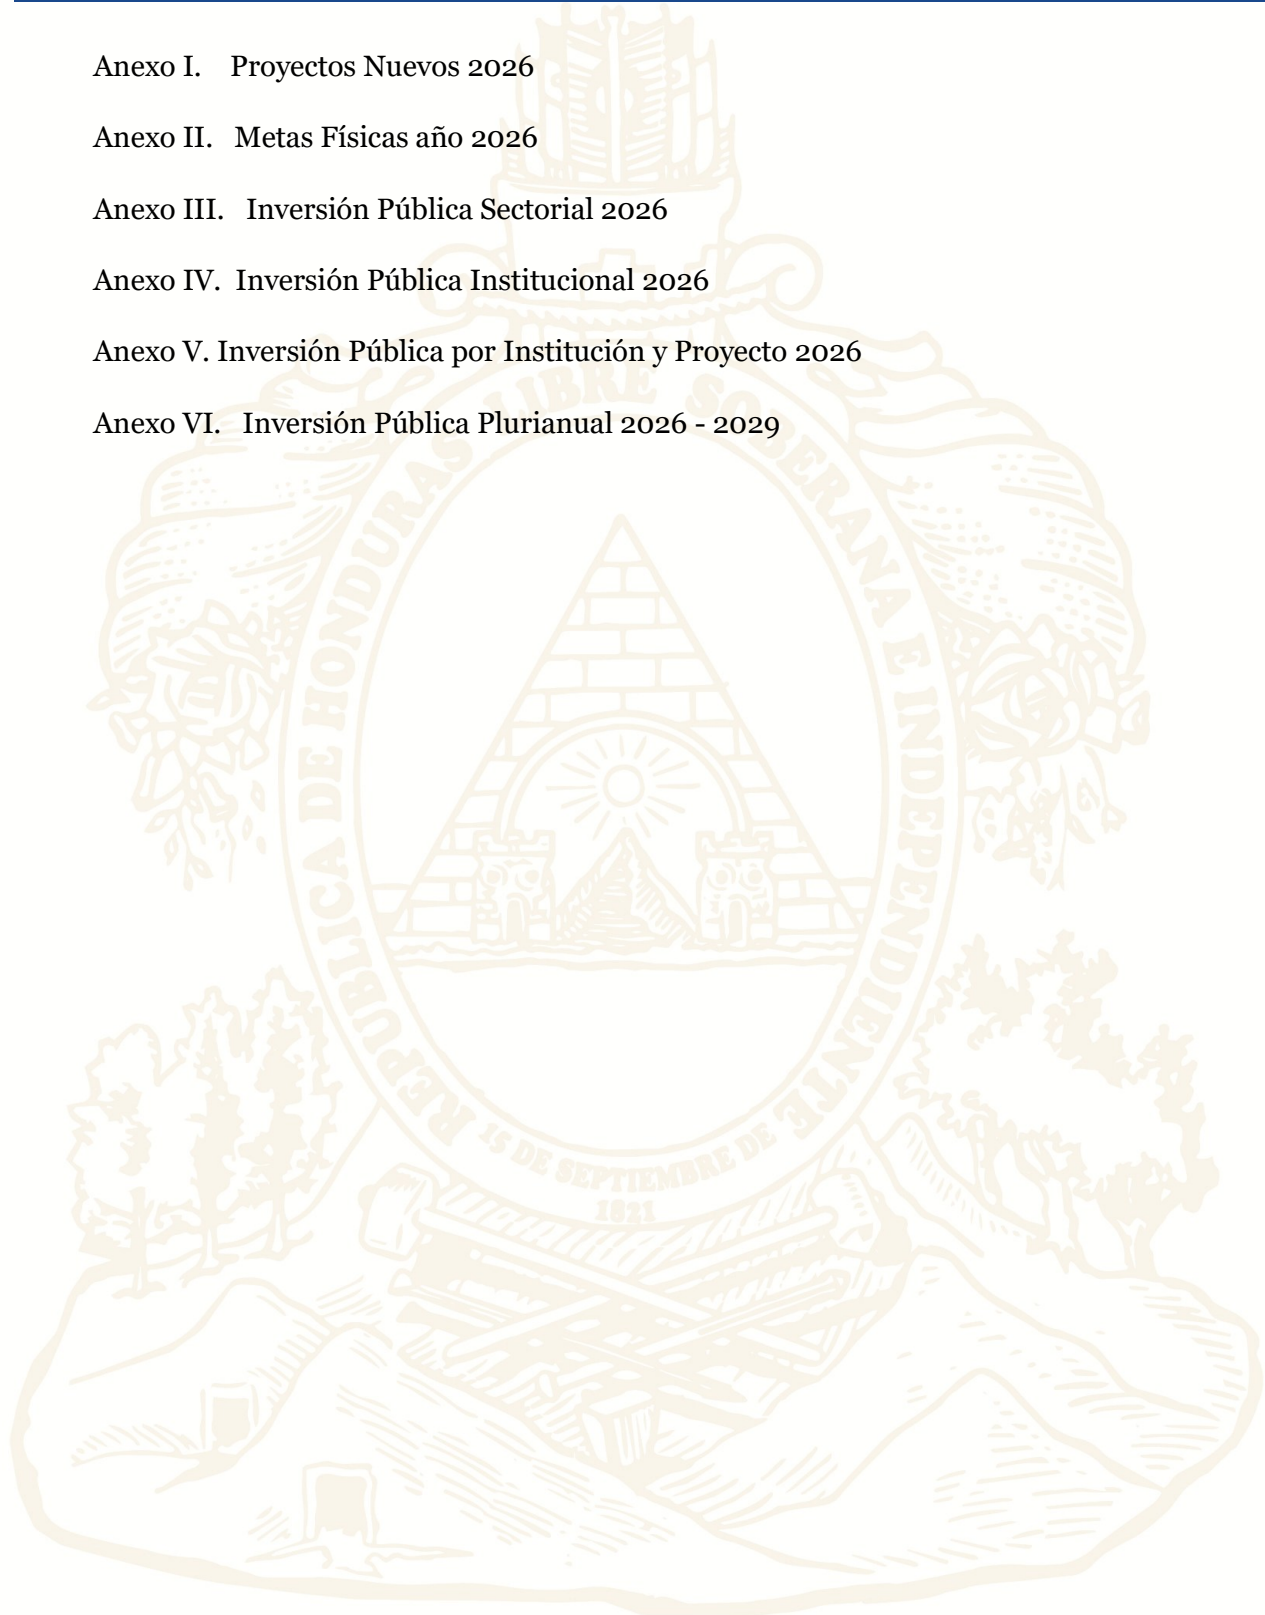 Anexo I. Proyectos Nuevos 2026
Anexo II. Metas Físicas año 2026
Anexo III. Inversión Pública Sectorial 2026
Anexo IV. Inversión Pública Institucional 2026
Anexo V. Inversión Pública por Institución y Proyecto 2026
Anexo VI. Inversión Pública Plurianual 2026 - 2029
REPUBLICA DE HONDURAS LIBRE SOBERANA E INDEPENDIENTE
15 DE SEPTIEMBRE DE
1821